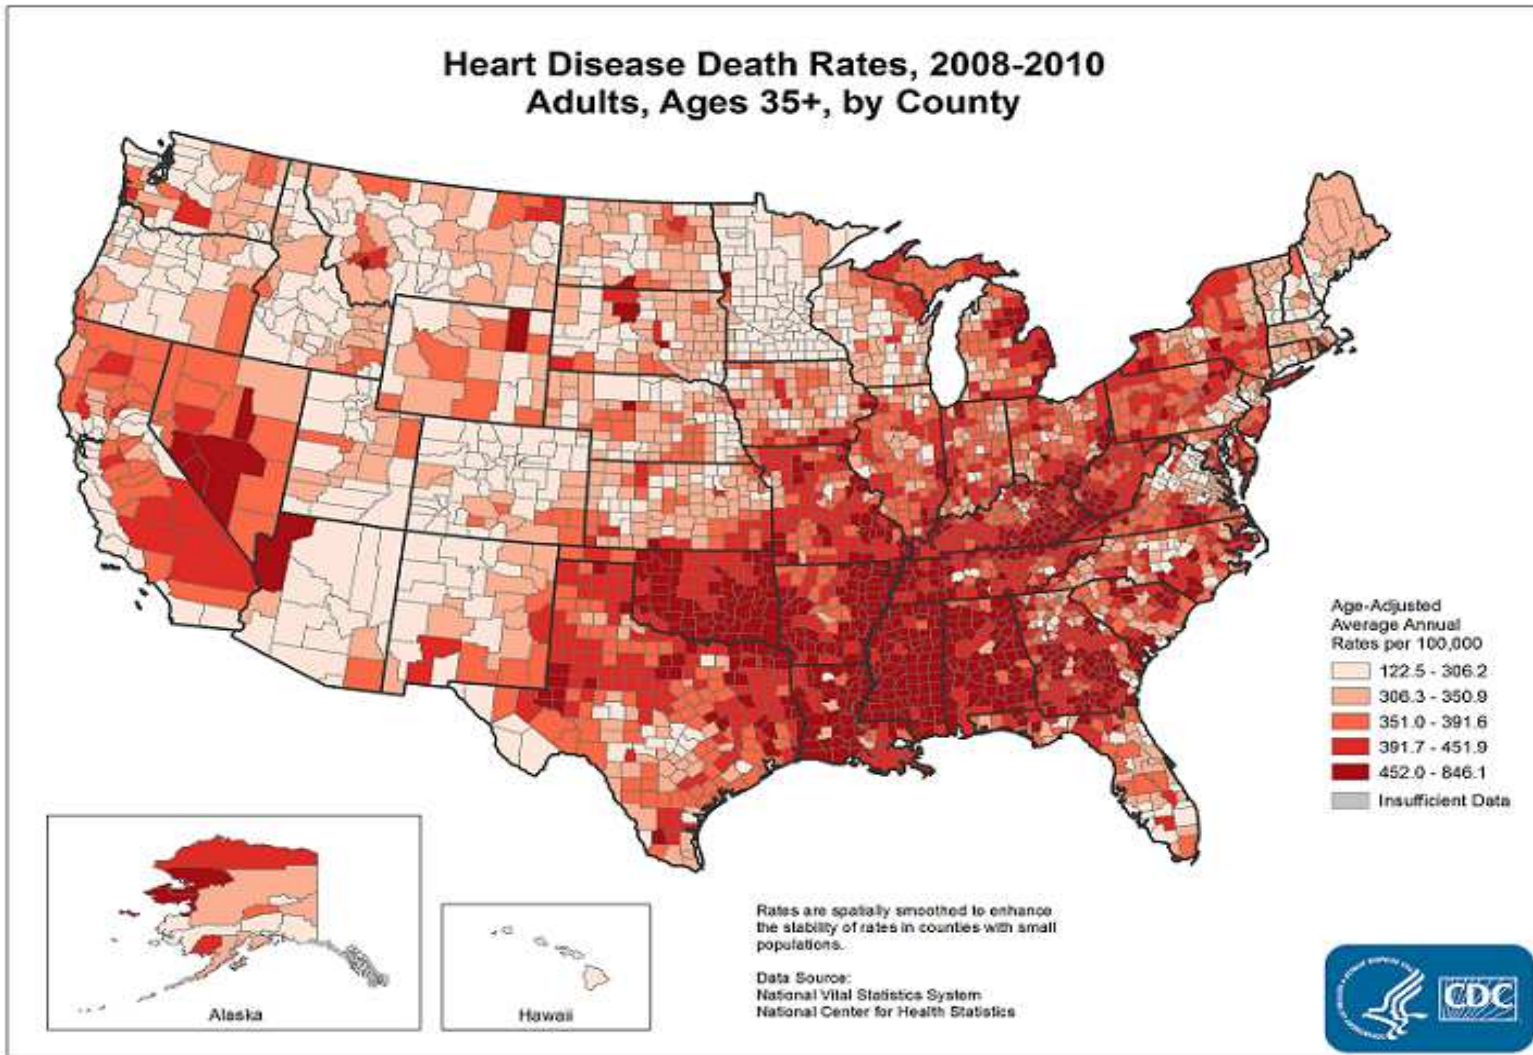 Heart Disease Death Rates, 2008-2010
Adults, Ages 35+, by County
Age-Adjusted
Average Annual
Rates per 100,000
122.5 - 306.2
306.3 - 350.9
351.0 - 391.6
391.7 - 451.9
452.0 - 846.1
Insufficient Data
Alaska
Hawaii
Rates are spatially smoothed to enhance
the stability of rates in counties with small
populations.
Data Source:
National Vital Statistics System
National Center for Health Statistics
CDC